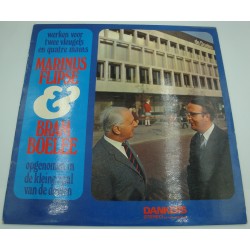 werken voor
twee vleugels
en quatre mains
MARINUS
FLIPSE
&
BRAM
BOELEE
opgenomen in
de kleine zaal
van de doelen